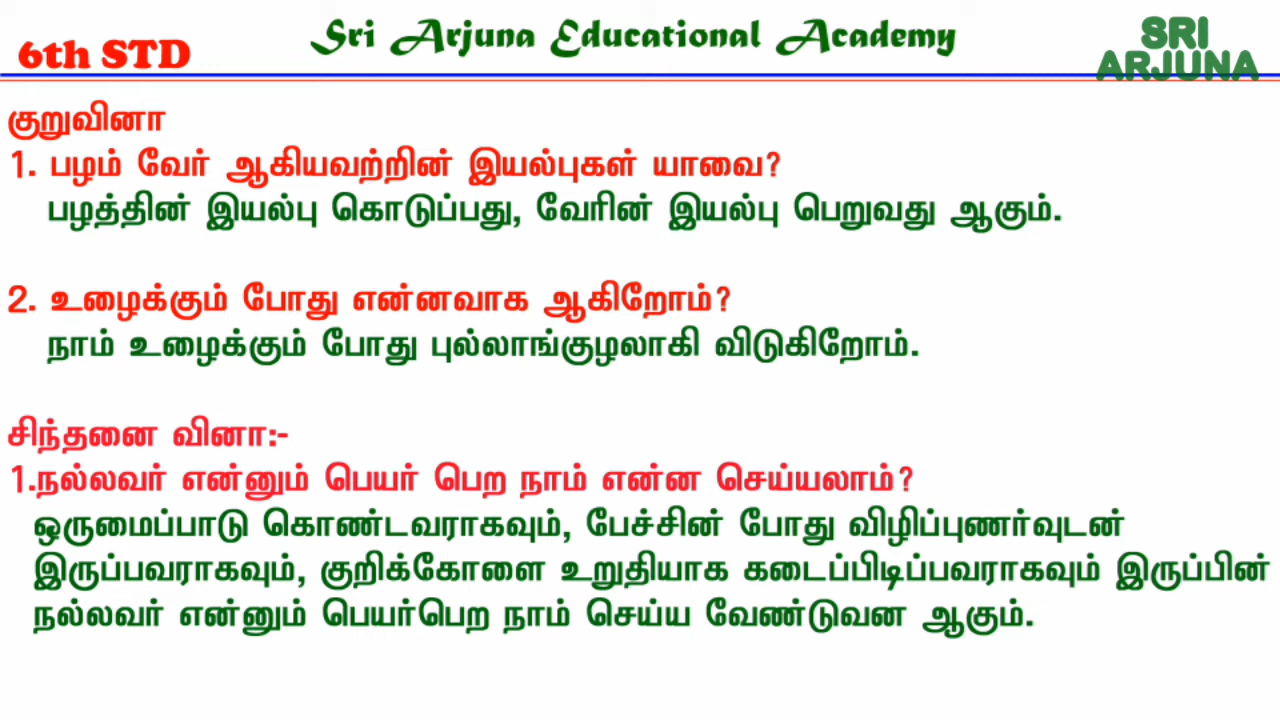 6th STD
Sri Arjuna Educational Academy
SRI
ARJUNA
குறுவினா
1. பழம் வேர் ஆகியவற்றின் இயல்புகள் யாவை?
பழத்தின் இயல்பு கொடுப்பது, வேரின் இயல்பு பெறுவது ஆகும்.
2. உழைக்கும் போது என்னவாக ஆகிறோம்?
நாம் உழைக்கும் போது புல்லாங்குழலாகி விடுகிறோம்.
சிந்தனை வினா:-
1.நல்லவர் என்னும் பெயர் பெற நாம் என்ன செய்யலாம்?
ஒருமைப்பாடு கொண்டவராகவும், பேச்சின் போது விழிப்புணர்வுடன்
இருப்பவராகவும், குறிக்கோளை உறுதியாக கடைப்பிடிப்பவராகவும் இருப்பின்
நல்லவர் என்னும் பெயர்பெற நாம் செய்ய வேண்டுவன ஆகும்.